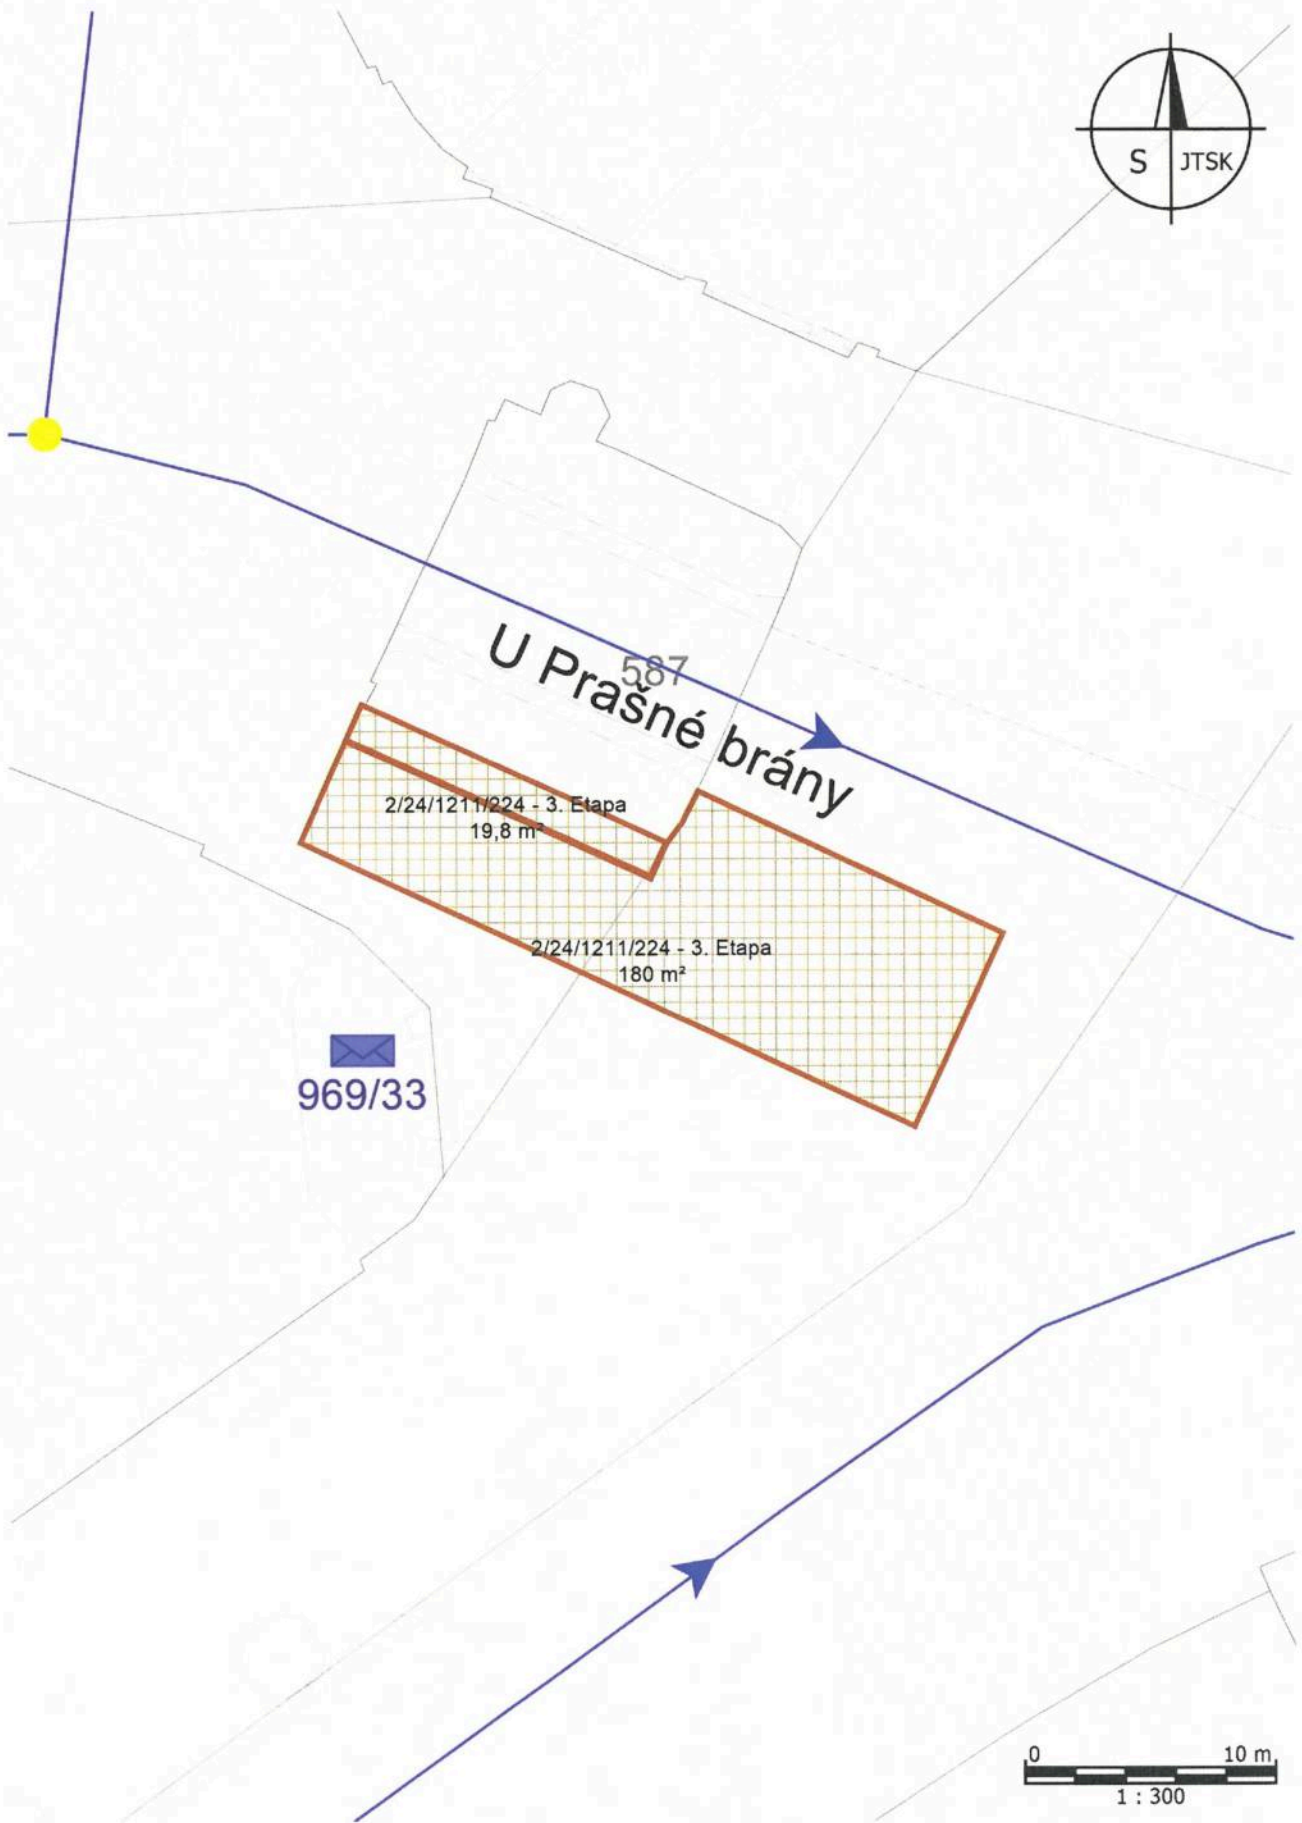 S JTSK
587
U Prašné brány
2/24/1211/224 - 3. Etapa
19,8 m²
2/24/1211/224 - 3. Etapa
180 m²
969/33
0 10 m
1 : 300